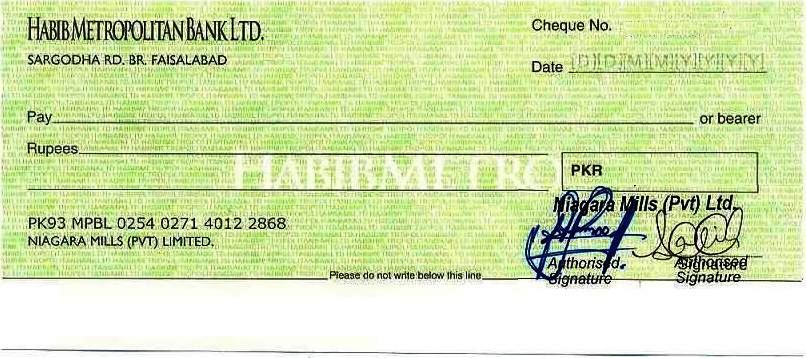 HABIB METROPOLITAN BANK LTD.
SARGODHA RD. BR. FAISALABAD
Cheque No.
Date DDMMYYYY
Pay or bearer
Rupees
HABIBMETRO
PKR
Niagara Mills (Pvt) Ltd.
PK93 MPBL 0254 0271 4012 2868
NIAGARA MILLS (PVT) LIMITED.
Authorised Signature
Authorised Signature
Please do not write below this line